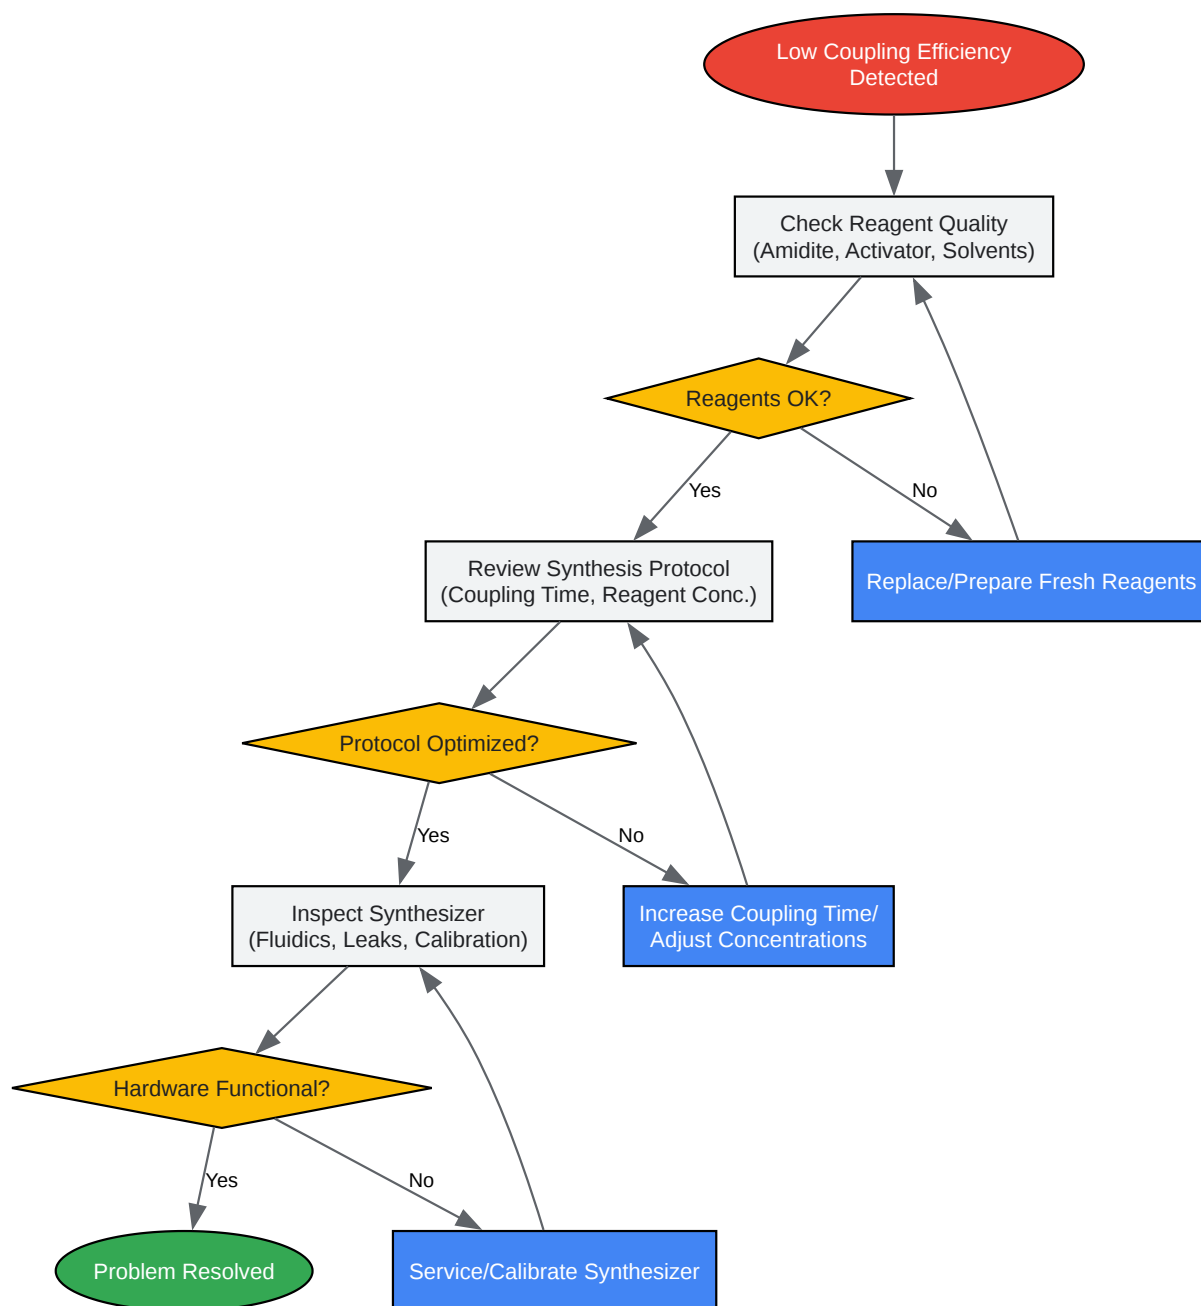 Low Coupling Efficiency
Detected
Check Reagent Quality
(Amidite, Activator, Solvents)
Reagents OK?
Yes
No
Review Synthesis Protocol
(Coupling Time, Reagent Conc.)
Replace/Prepare Fresh Reagents
Protocol Optimized?
Yes
No
Inspect Synthesizer
(Fluidics, Leaks, Calibration)
Increase Coupling Time/
Adjust Concentrations
Hardware Functional?
Yes
No
Problem Resolved
Service/Calibrate Synthesizer